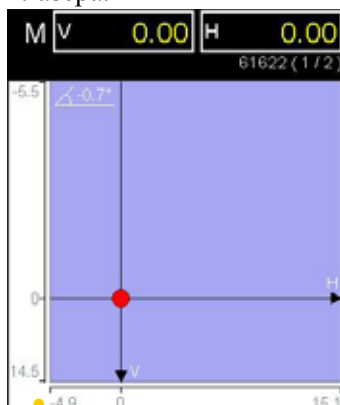 M V 0.00 H 0.00
61622 ( 1 / 2 )
-5.5 -0.7°
H
0
14.5 V
-4.9 0 15.1